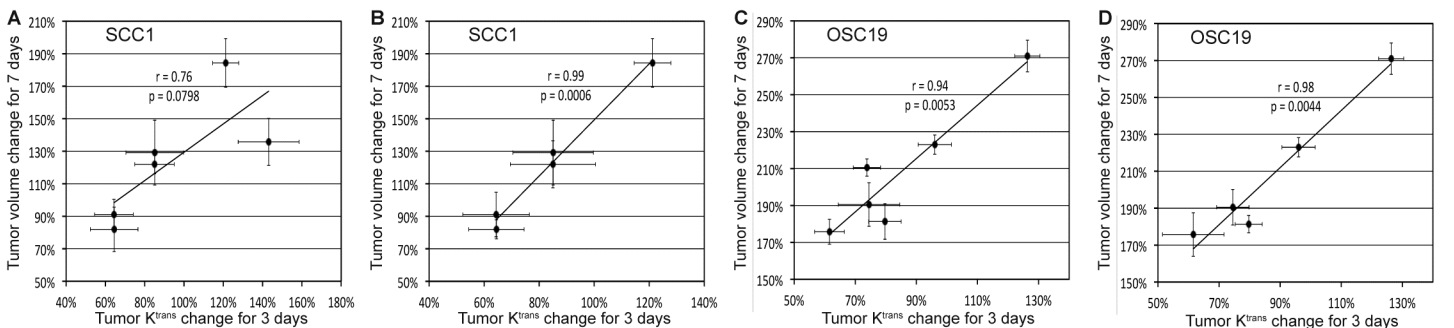 A
SCC1
Tumor volume change for 7 days
210%
190%
170%
150%
130%
110%
90%
70%
50%
r = 0.76
p = 0.0798
40% 60% 80% 100% 120% 140% 160% 180%
Tumor Ktrans change for 3 days
B
SCC1
Tumor volume change for 7 days
210%
190%
170%
150%
130%
110%
90%
70%
50%
r = 0.99
p = 0.0006
40% 60% 80% 100% 120% 140%
Tumor Ktrans change for 3 days
C
OSC19
Tumor volume change for 7 days
290%
270%
250%
230%
210%
190%
170%
150%
r = 0.94
p = 0.0053
50% 70% 90% 110% 130%
Tumor Ktrans change for 3 days
D
OSC19
Tumor volume change for 7 days
290%
270%
250%
230%
210%
190%
170%
150%
r = 0.98
p = 0.0044
50% 70% 90% 110% 130%
Tumor Ktrans change for 3 days